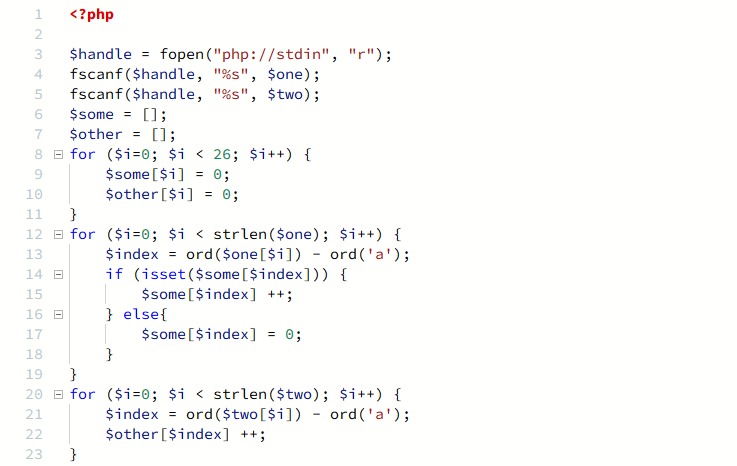 1 <?php
2
3 $handle = fopen("php://stdin", "r");
4 fscanf($handle, "%s", $one);
5 fscanf($handle, "%s", $two);
6 $some = [];
7 $other = [];
8 for ($i=0; $i < 26; $i++) {
9     $some[$i] = 0;
10     $other[$i] = 0;
11 }
12 for ($i=0; $i < strlen($one); $i++) {
13     $index = ord($one[$i]) - ord('a');
14     if (isset($some[$index])) {
15         $some[$index] ++;
16     } else{
17         $some[$index] = 0;
18     }
19 }
20 for ($i=0; $i < strlen($two); $i++) {
21     $index = ord($two[$i]) - ord('a');
22     $other[$index] ++;
23 }